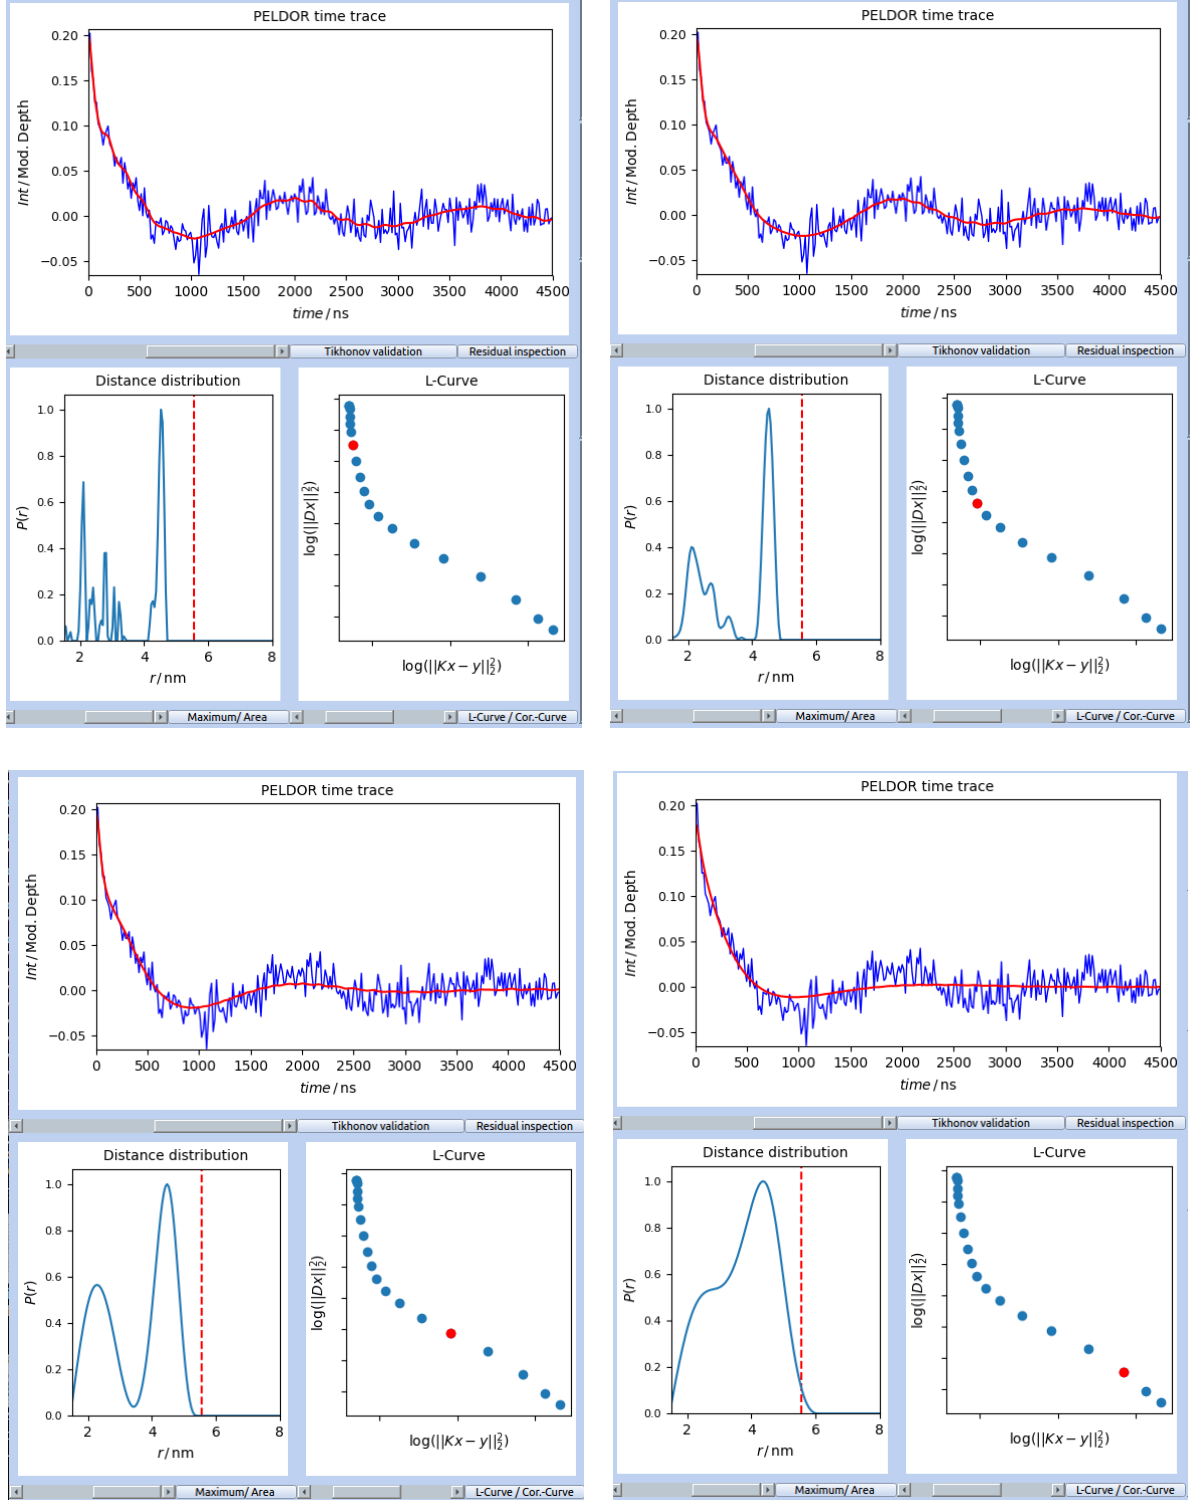 PELDOR time trace
0.20
0.15
0.10
0.05
0.00
−0.05
Int / Mod. Depth
0 500 1000 1500 2000 2500 3000 3500 4000 4500
time / ns
Tikhonov validation Residual inspection
Distance distribution
1.0
0.8
0.6
0.4
0.2
0.0
P(r)
2 4 6 8
r / nm
L-Curve
log(||Dx||²₂)
log(||Kx − y||²₂)
Maximum/ Area L-Curve / Cor.-Curve
PELDOR time trace
0.20
0.15
0.10
0.05
0.00
−0.05
Int / Mod. Depth
0 500 1000 1500 2000 2500 3000 3500 4000 4500
time / ns
Tikhonov validation Residual inspection
Distance distribution
1.0
0.8
0.6
0.4
0.2
0.0
P(r)
2 4 6 8
r / nm
L-Curve
log(||Dx||²₂)
log(||Kx − y||²₂)
Maximum/ Area L-Curve / Cor.-Curve
PELDOR time trace
0.20
0.15
0.10
0.05
0.00
−0.05
Int / Mod. Depth
0 500 1000 1500 2000 2500 3000 3500 4000 4500
time / ns
Tikhonov validation Residual inspection
Distance distribution
1.0
0.8
0.6
0.4
0.2
0.0
P(r)
2 4 6 8
r / nm
L-Curve
log(||Dx||²₂)
log(||Kx − y||²₂)
Maximum/ Area L-Curve / Cor.-Curve
PELDOR time trace
0.20
0.15
0.10
0.05
0.00
−0.05
Int / Mod. Depth
0 500 1000 1500 2000 2500 3000 3500 4000 4500
time / ns
Tikhonov validation Residual inspection
Distance distribution
1.0
0.8
0.6
0.4
0.2
0.0
P(r)
2 4 6 8
r / nm
L-Curve
log(||Dx||²₂)
log(||Kx − y||²₂)
Maximum/ Area L-Curve / Cor.-Curve